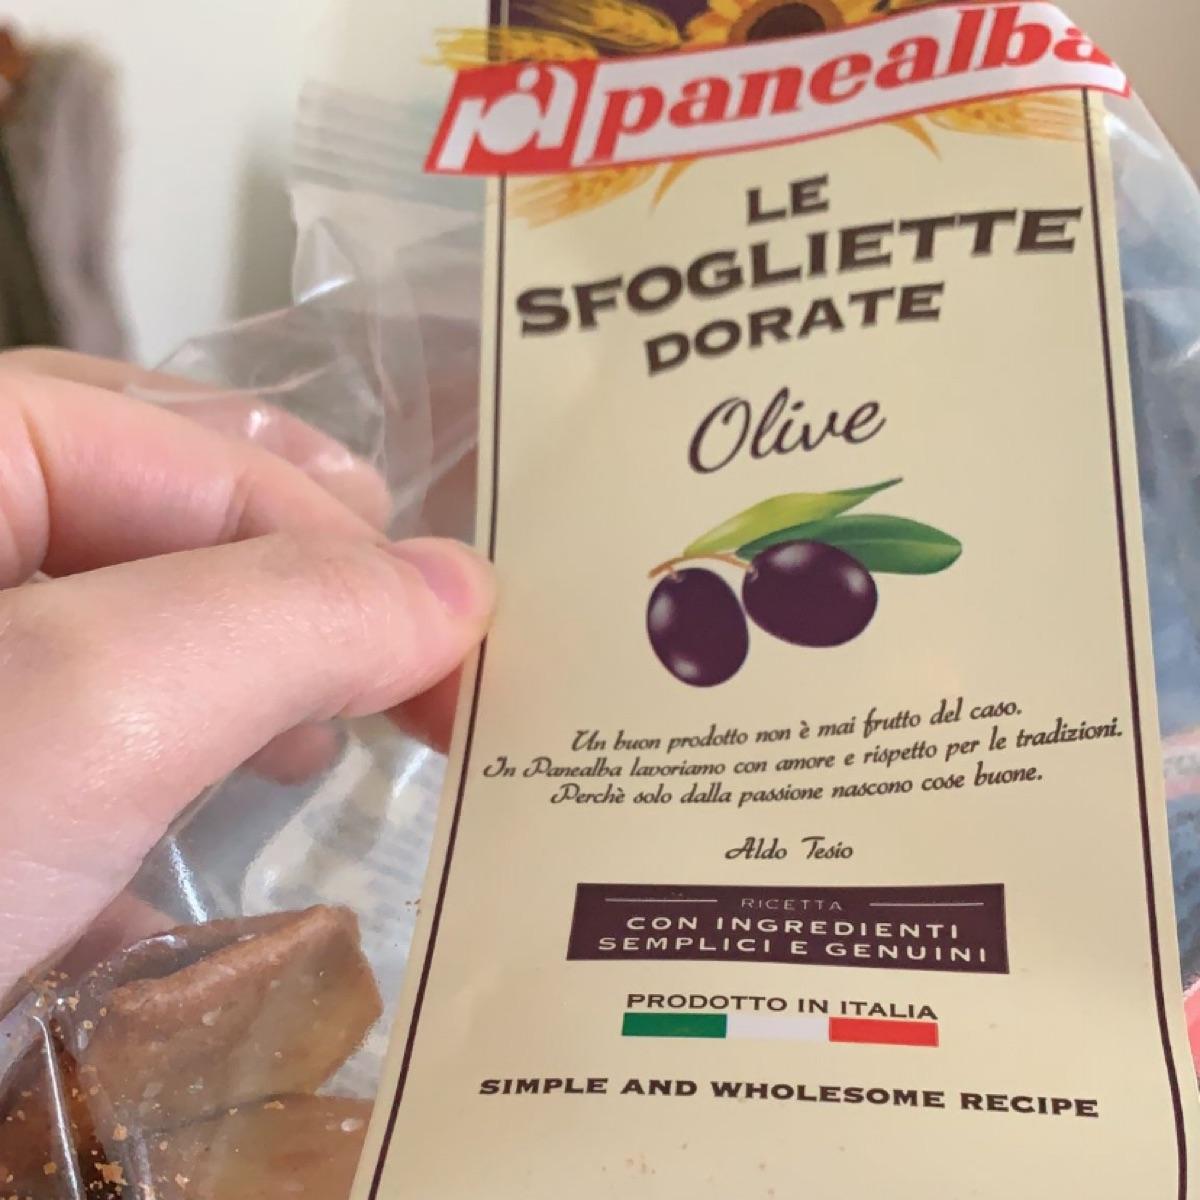 panealba
LE
SFOGLIETTE
DORATE
Olive
Un buon prodotto non è mai frutto del caso.
In Panealba lavoriamo con amore e rispetto per le tradizioni.
Perchè solo dalla passione nascono cose buone.
Aldo Tesio
RICETTA
CON INGREDIENTI
SEMPLICI E GENUINI
PRODOTTO IN ITALIA
SIMPLE AND WHOLESOME RECIPE